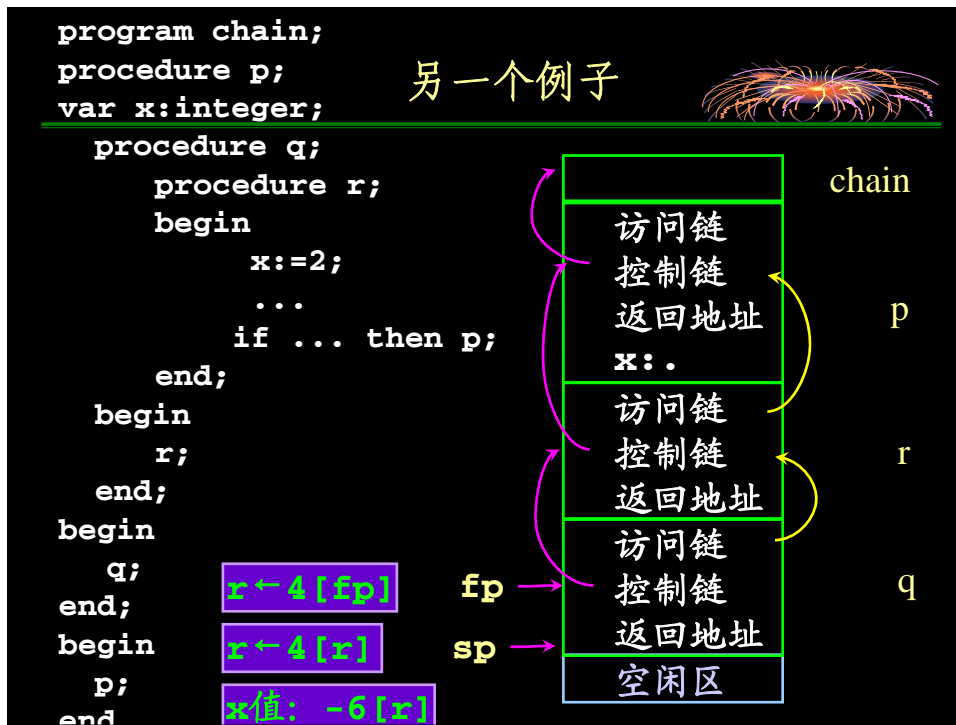 program chain;
procedure p;
另一个例子
var x:integer;
procedure q;
procedure r;
begin
x:=2;
...
if ... then p;
end;
begin
r;
end;
begin
q;
end;
begin
p;
end
r←4[fp]
r←4[r]
x值: -6[r]
fp
sp
chain
访问链
控制链
返回地址
x:.
p
访问链
控制链
返回地址
r
访问链
控制链
返回地址
q
空闲区